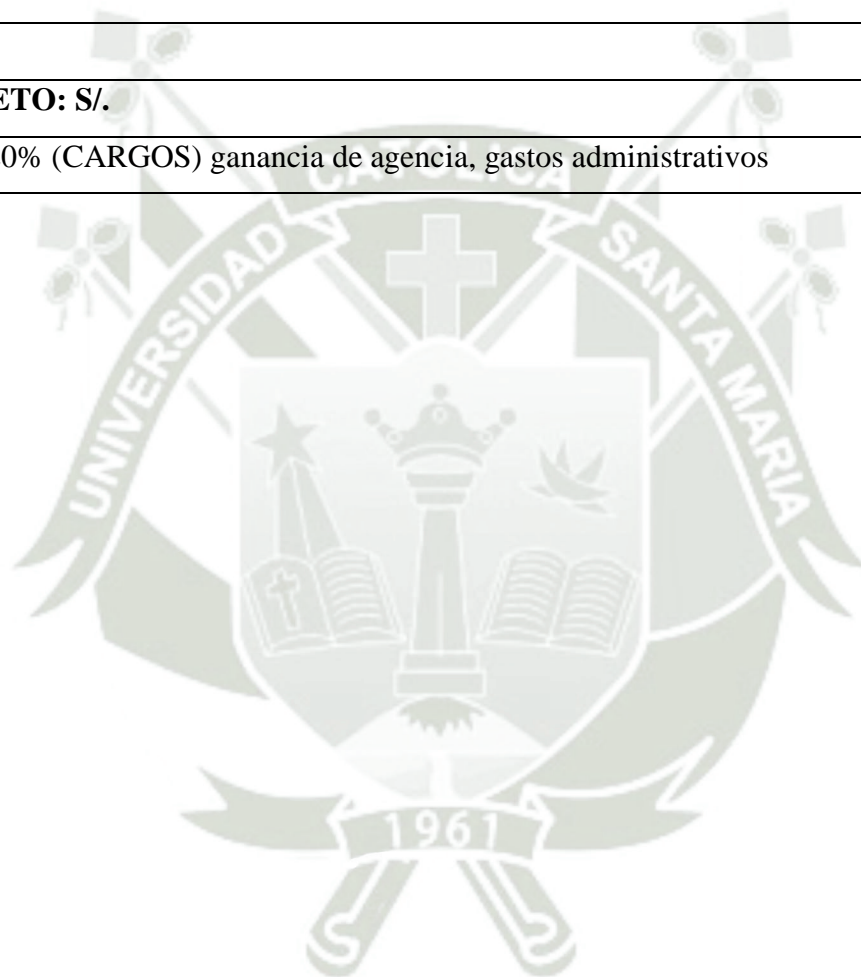 ETO: S/.
0% (CARGOS) ganancia de agencia, gastos administrativos
UNIVERSIDAD CATOLICA SANTA MARIA
1961